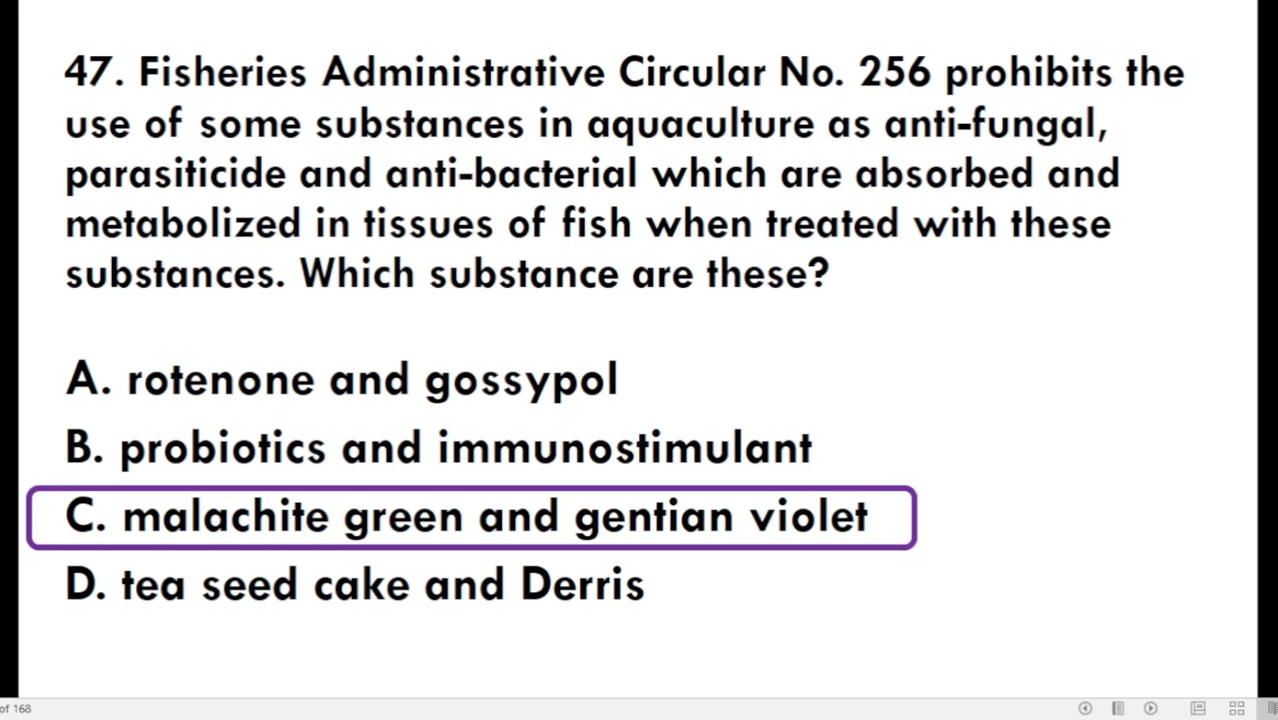 47. Fisheries Administrative Circular No. 256 prohibits the
use of some substances in aquaculture as anti-fungal,
parasiticide and anti-bacterial which are absorbed and
metabolized in tissues of fish when treated with these
substances. Which substance are these?
A. rotenone and gossypol
B. probiotics and immunostimulant
C. malachite green and gentian violet
D. tea seed cake and Derris
of 168